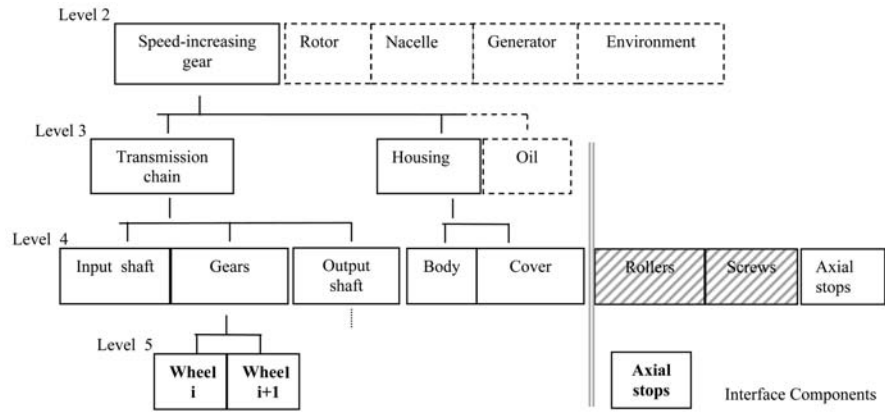 Level 2
Speed-increasing
gear
Rotor
Nacelle
Generator
Environment
Level 3
Transmission
chain
Housing
Oil
Level 4
Input shaft
Gears
Output
shaft
Body
Cover
Rollers
Screws
Axial
stops
Level 5
Wheel
i
Wheel
i+1
Axial
stops
Interface Components